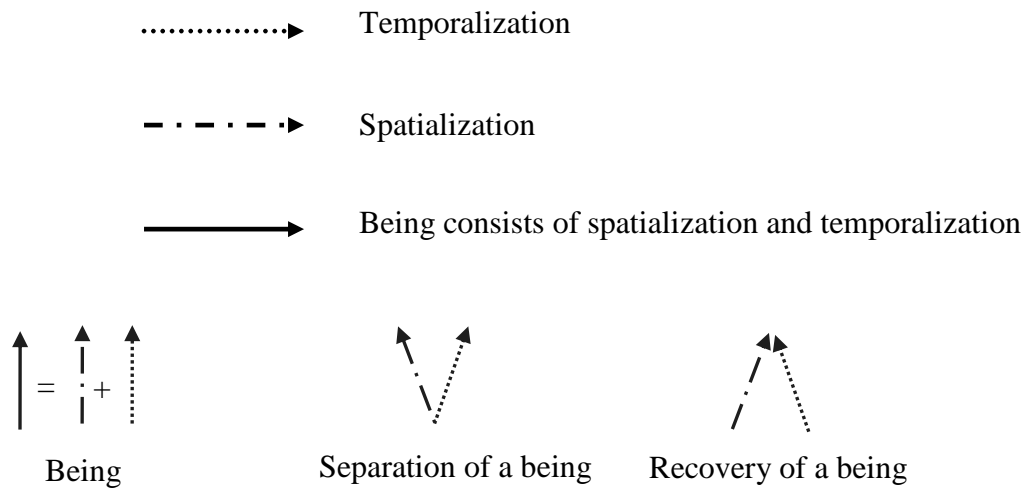 Temporalization
Spatialization
Being consists of spatialization and temporalization
= +
Being
Separation of a being
Recovery of a being